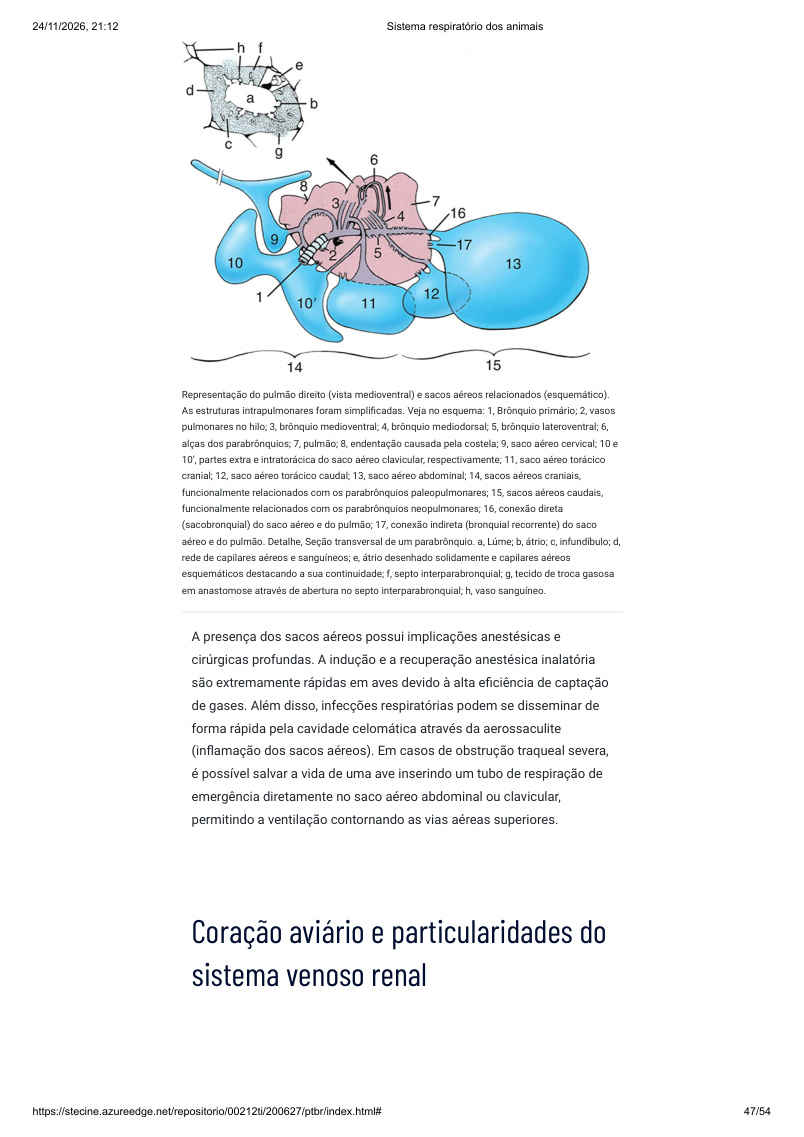 24/11/2026, 21:12
Sistema respiratório dos animais
h
f
e
d
a
b
c
g
6
8
3
7
4
16
9
17
2
5
13
10
12
1
10'
11
14
15
Representação do pulmão direito (vista medioventral) e sacos aéreos relacionados (esquemático).
As estruturas intrapulmonares foram simplificadas. Veja no esquema: 1, Brônquio primário; 2, vasos
pulmonares no hilo; 3, brônquio medioventral; 4, brônquio mediodorsal; 5, brônquio lateroventral; 6,
alças dos parabrônquios; 7, pulmão; 8, endentação causada pela costela; 9, saco aéreo cervical; 10 e
10', partes extra e intratorácica do saco aéreo clavicular, respectivamente; 11, saco aéreo torácico
cranial; 12, saco aéreo torácico caudal; 13, saco aéreo abdominal; 14, sacos aéreos craniais,
funcionalmente relacionados com os parabrônquios paleopulmonares; 15, sacos aéreos caudais,
funcionalmente relacionados com os parabrônquios neopulmonares; 16, conexão direta
(sacobronquial) do saco aéreo e do pulmão; 17, conexão indireta (bronquial recorrente) do saco
aéreo e do pulmão. Detalhe, Seção transversal de um parabrônquio. a, Lúme; b, átrio; c, infundíbulo; d,
rede de capilares aéreos e sanguíneos; e, átrio desenhado solidamente e capilares aéreos
esquemáticos destacando a sua continuidade; f, septo interparabronquial; g, tecido de troca gasosa
em anastomose através de abertura no septo interparabronquial; h, vaso sanguíneo.
A presença dos sacos aéreos possui implicações anestésicas e
cirúrgicas profundas. A indução e a recuperação anestésica inalatória
são extremamente rápidas em aves devido à alta eficiência de captação
de gases. Além disso, infecções respiratórias podem se disseminar de
forma rápida pela cavidade celomática através da aerossaculite
(inflamação dos sacos aéreos). Em casos de obstrução traqueal severa,
é possível salvar a vida de uma ave inserindo um tubo de respiração de
emergência diretamente no saco aéreo abdominal ou clavicular,
permitindo a ventilação contornando as vias aéreas superiores.
Coração aviário e particularidades do
sistema venoso renal
https://stecine.azureedge.net/repositorio/00212ti/200627/ptbr/index.html#
47/54